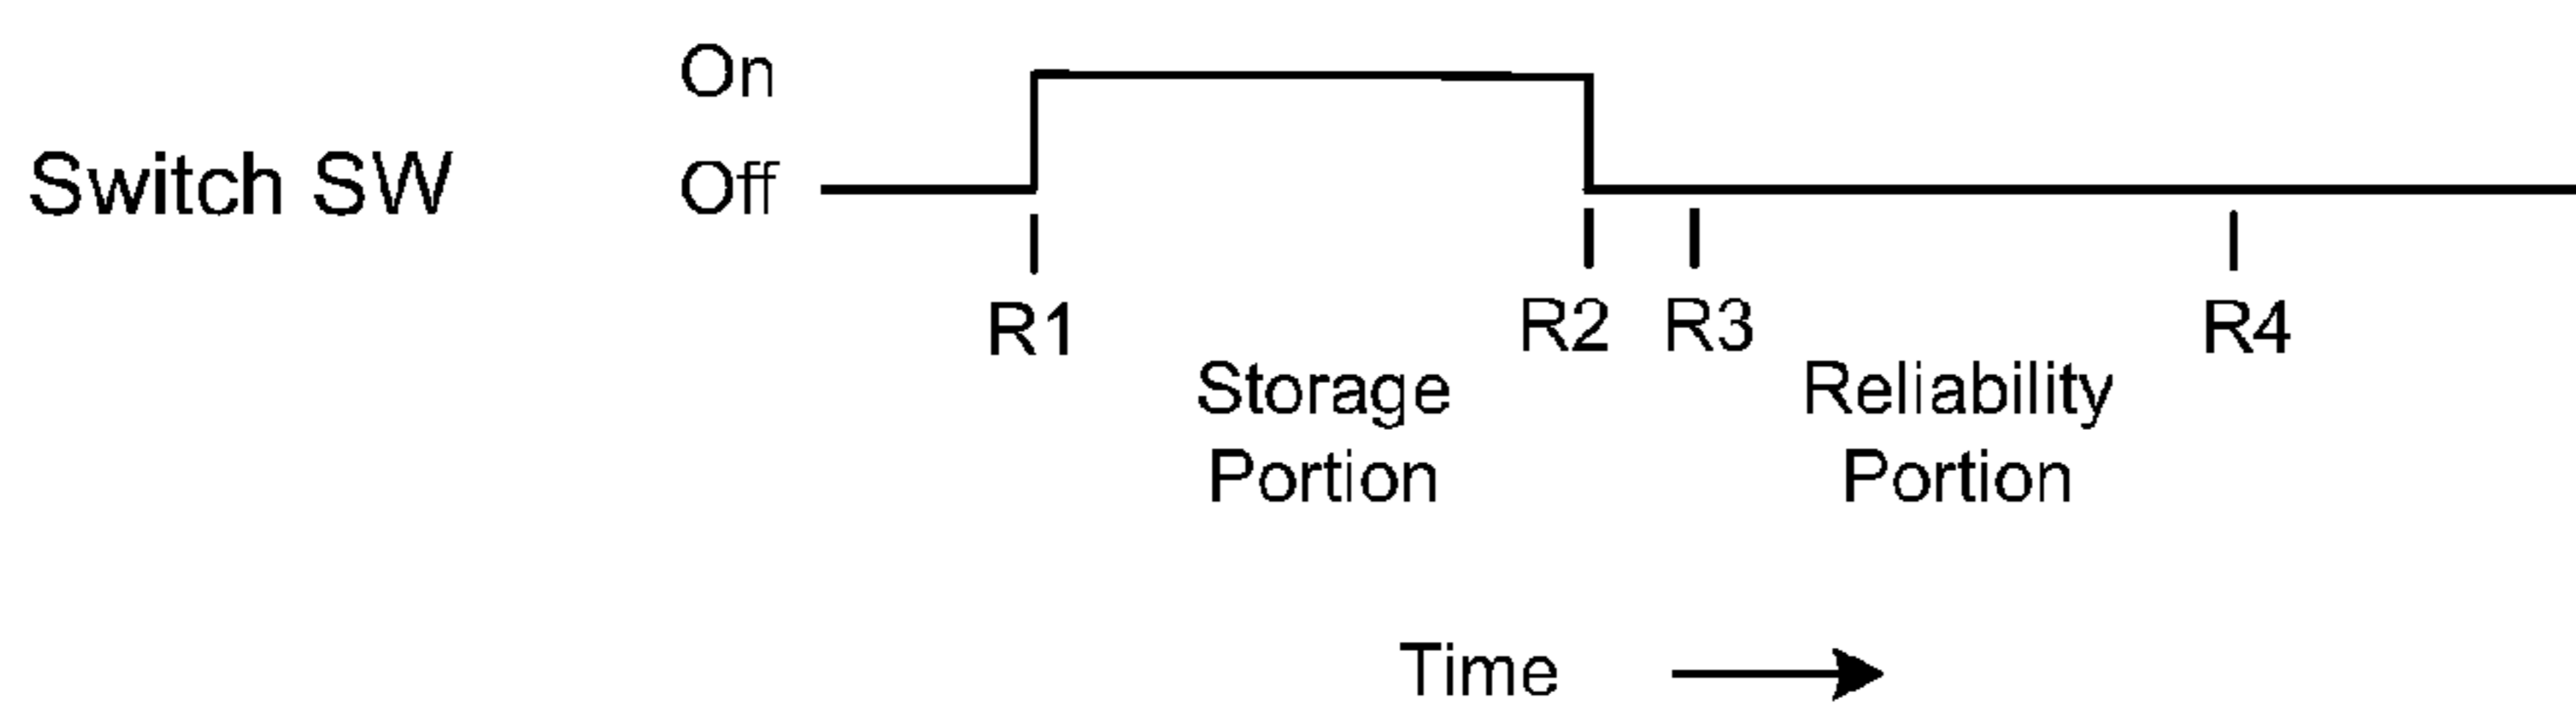 On
Switch SW
Off
R1
R2
R3
R4
Storage
Portion
Reliability
Portion
Time